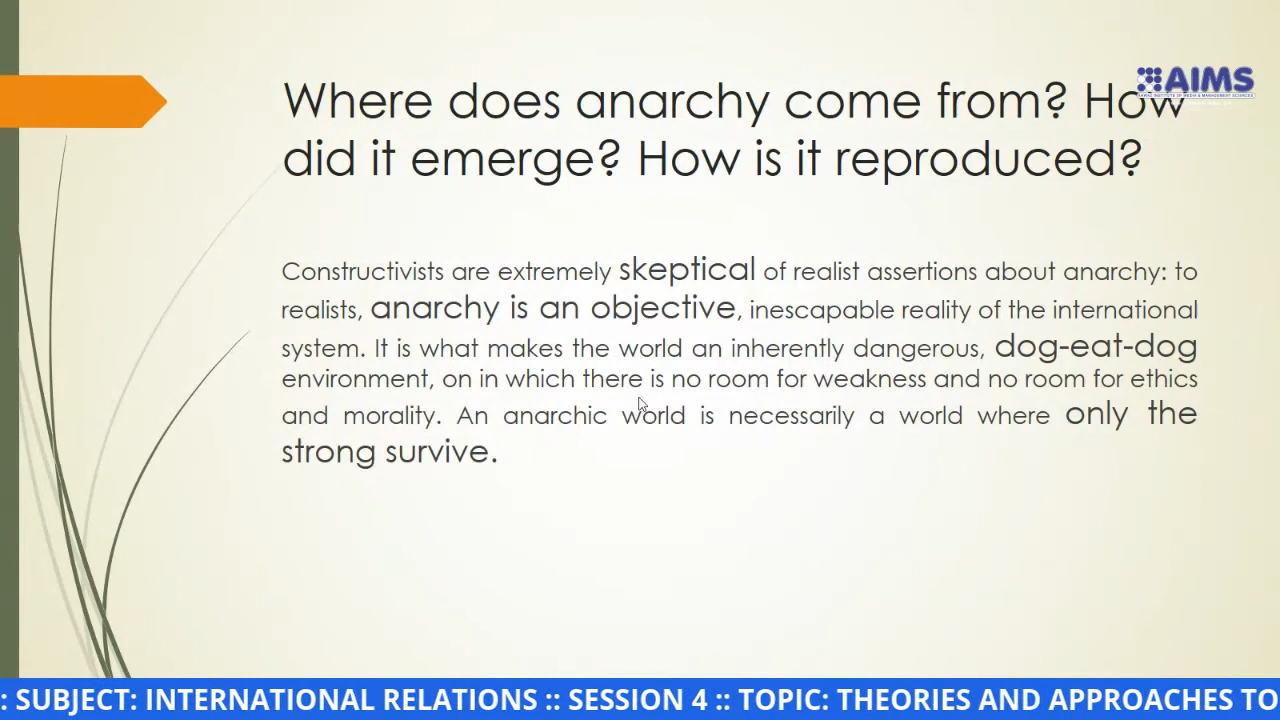 Where does anarchy come from? How
did it emerge? How is it reproduced?
AIMS
Constructivists are extremely skeptical of realist assertions about anarchy: to
realists, anarchy is an objective, inescapable reality of the international
system. It is what makes the world an inherently dangerous, dog-eat-dog
environment, on in which there is no room for weakness and no room for ethics
and morality. An anarchic world is necessarily a world where only the
strong survive.
: SUBJECT: INTERNATIONAL RELATIONS :: SESSION 4 :: TOPIC: THEORIES AND APPROACHES TO